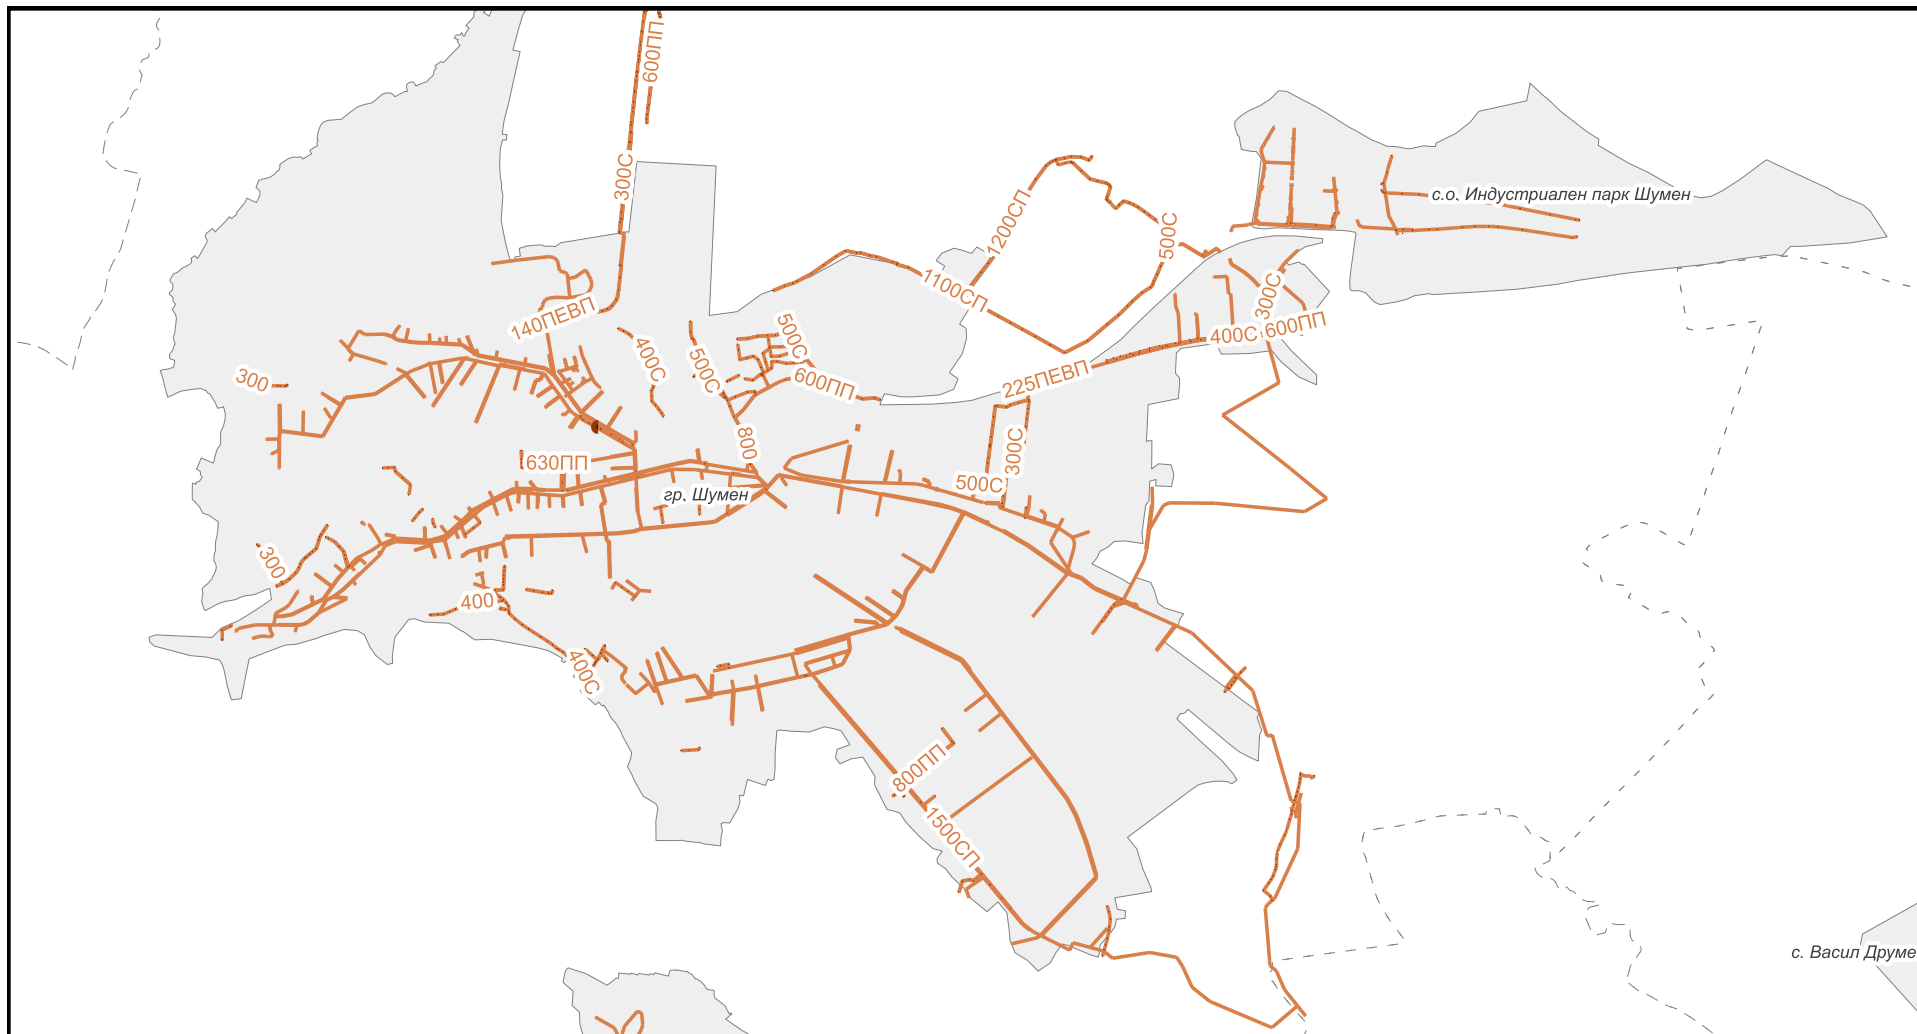 600ПП
300С
с.о. Индустриален парк Шумен
1200СП
500С
1100СП
300С
140ПЕВП
500С
400С
600ПП
400С
500С
300
600ПП
225ПЕВП
800
300С
630ПП
500С
гр. Шумен
300
400
400С
800ПП
1500СП
с. Васил Друме